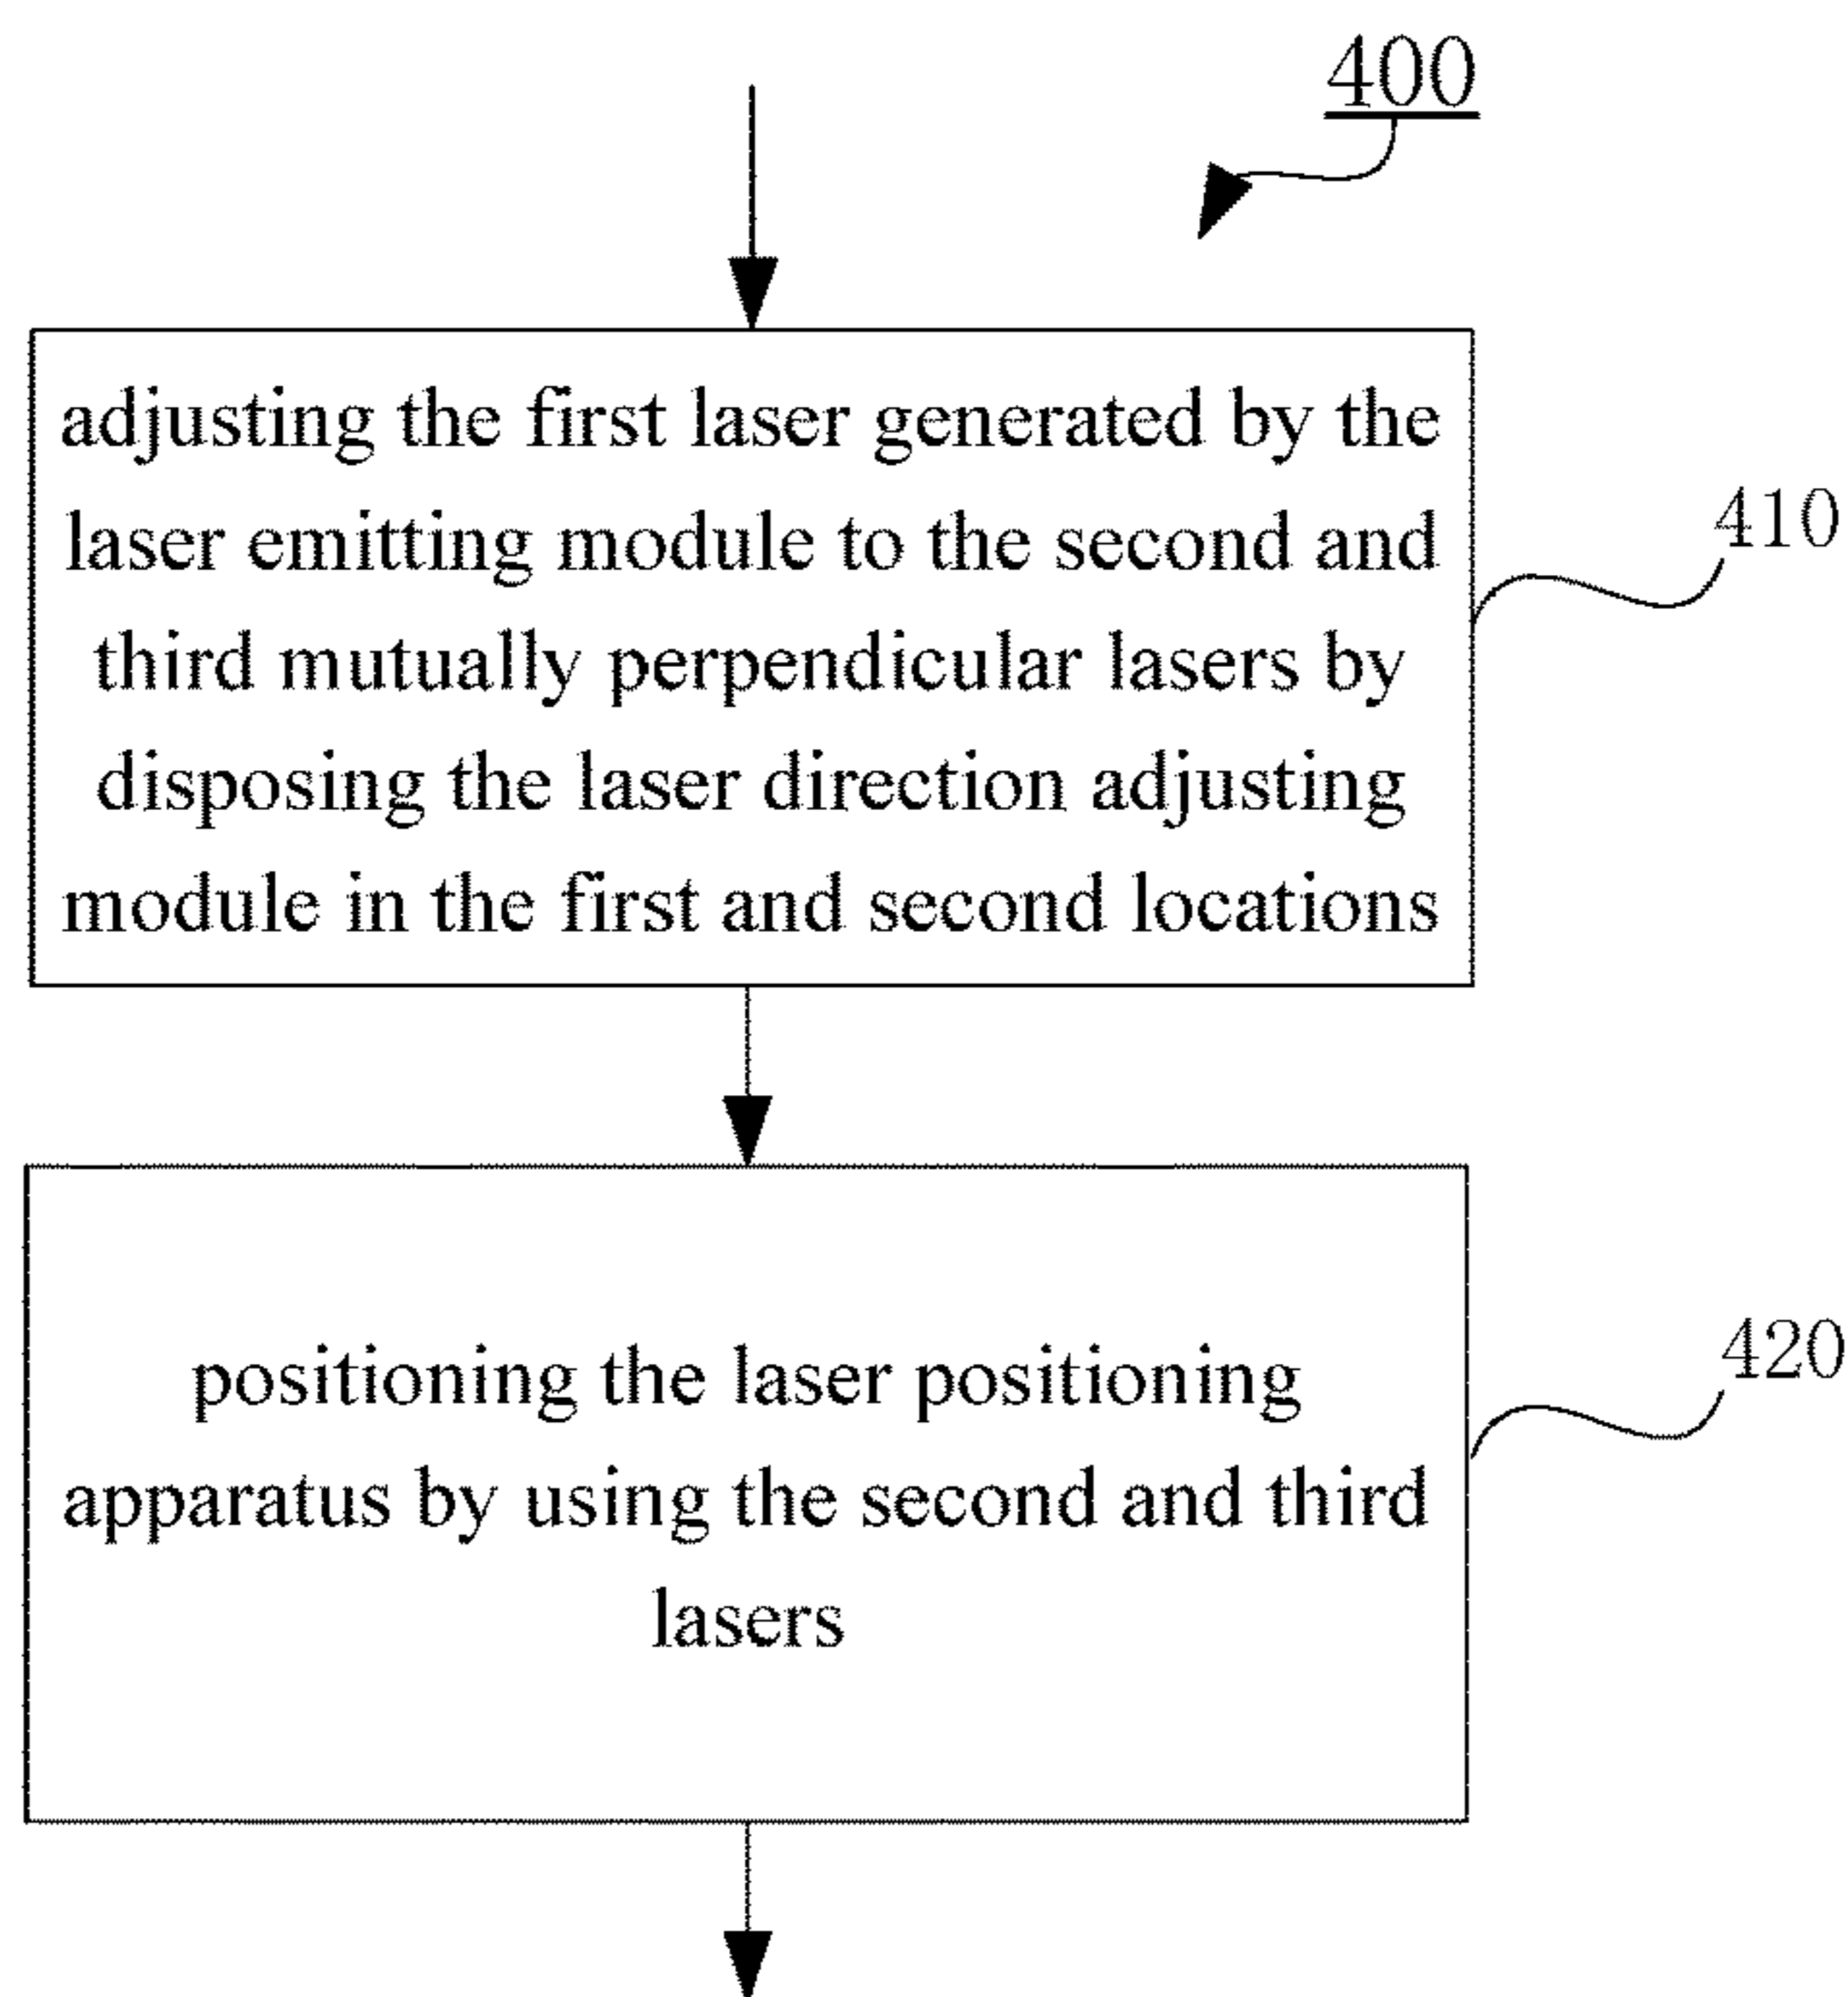 400
adjusting the first laser generated by the
laser emitting module to the second and
third mutually perpendicular lasers by
disposing the laser direction adjusting
module in the first and second locations
410
positioning the laser positioning
apparatus by using the second and third
lasers
420